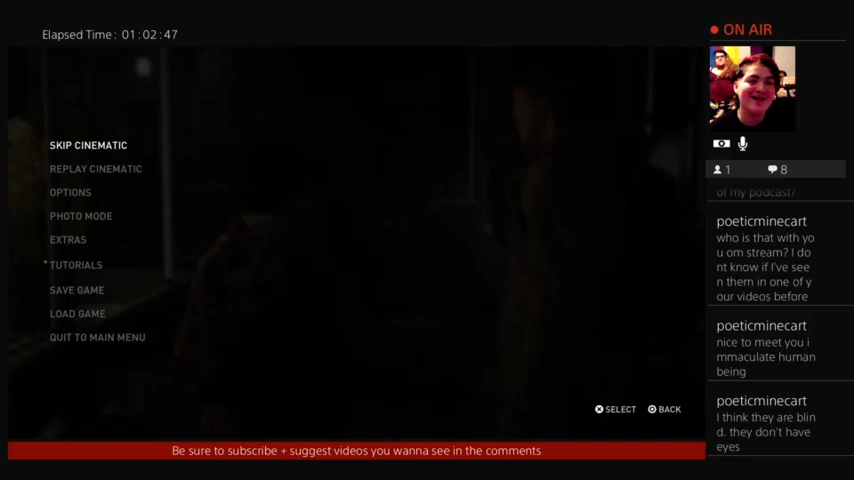 Elapsed Time: 01:02:47
ON AIR
SKIP CINEMATIC
REPLAY CINEMATIC
OPTIONS
PHOTO MODE
EXTRAS
TUTORIALS
SAVE GAME
LOAD GAME
QUIT TO MAIN MENU
SELECT
BACK
Be sure to subscribe + suggest videos you wanna see in the comments
1
8
of my podcast?
poeticminecart
who is that with yo
u om stream? I do
nt know if I've see
n them in one of y
our videos before
poeticminecart
nice to meet you i
mmaculate human
being
poeticminecart
I think they are blin
d. they don't have
eyes